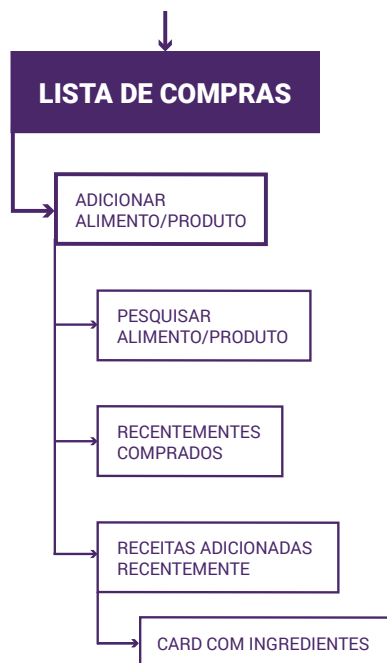 LISTA DE COMPRAS
ADICIONAR
ALIMENTO/PRODUTO
PESQUISAR
ALIMENTO/PRODUTO
RECENTEMENTES
COMPRADOS
RECEITAS ADICIONADAS
RECENTEMENTE
CARD COM INGREDIENTES